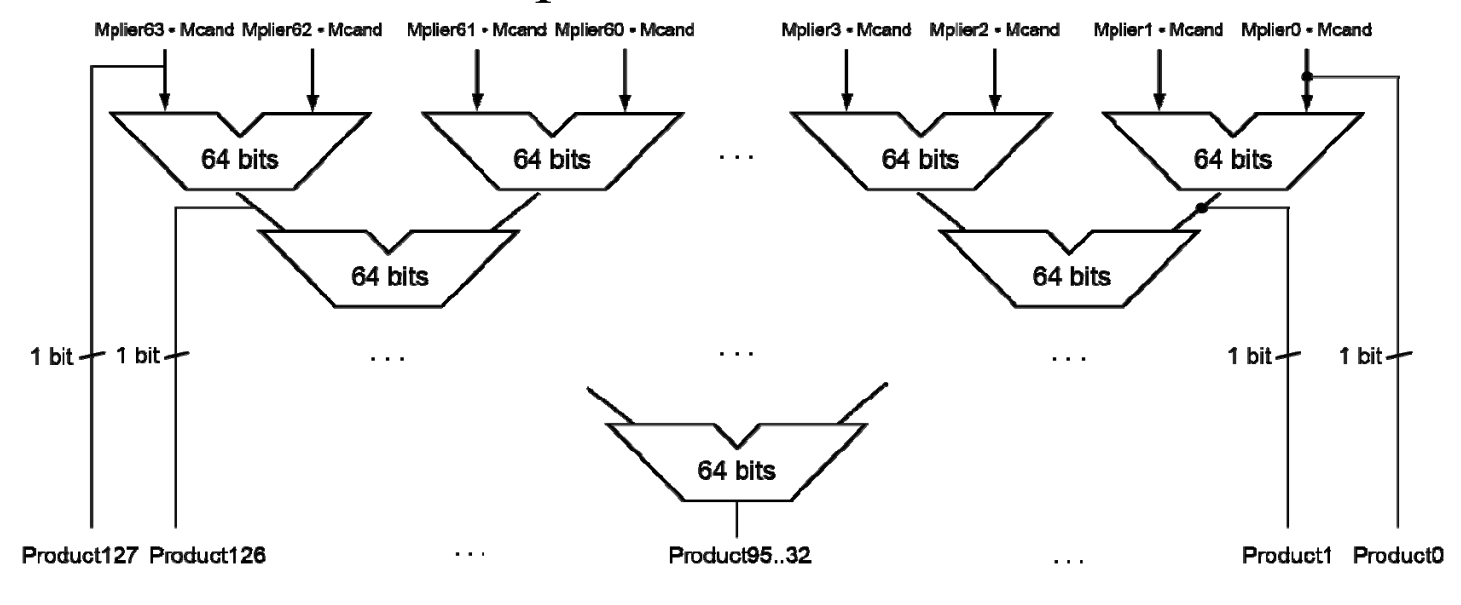 Mplier63 • Mcand Mplier62 • Mcand Mplier61 • Mcand Mplier60 • Mcand Mplier3 • Mcand Mplier2 • Mcand Mplier1 • Mcand Mplier0 • Mcand
64 bits 64 bits . . . 64 bits 64 bits
64 bits 64 bits
1 bit 1 bit . . . . . . . . . 1 bit 1 bit
64 bits
Product127 Product126 . . . Product95..32 . . . Product1 Product0